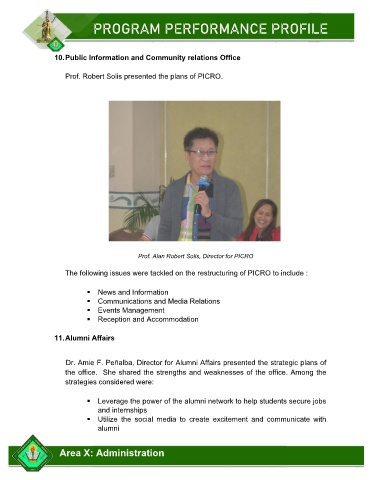 PROGRAM PERFORMANCE PROFILE
10. Public Information and Community relations Office
Prof. Robert Solis presented the plans of PICRO.
Prof. Alan Robert Solis, Director for PICRO
The following issues were tackled on the restructuring of PICRO to include :
▪ News and Information
▪ Communications and Media Relations
▪ Events Management
▪ Reception and Accommodation
11. Alumni Affairs
Dr. Amie F. Peñalba, Director for Alumni Affairs presented the strategic plans of
the office. She shared the strengths and weaknesses of the office. Among the
strategies considered were:
▪ Leverage the power of the alumni network to help students secure jobs
and internships
▪ Utilize the social media to create excitement and communicate with
alumni
Area X: Administration